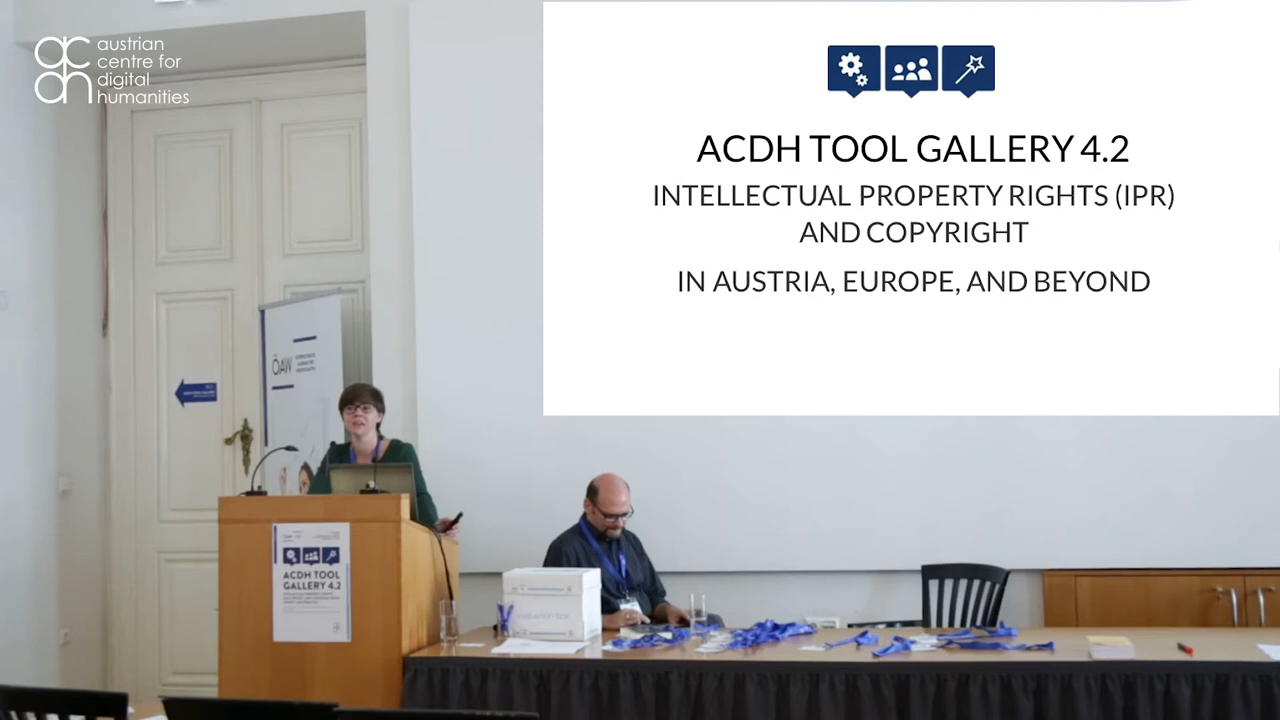 austrian
centre for
digital
humanities
ACDH TOOL GALLERY 4.2
INTELLECTUAL PROPERTY RIGHTS (IPR)
AND COPYRIGHT
IN AUSTRIA, EUROPE, AND BEYOND
ÖAW
ACDH TOOL
GALLERY 4.2